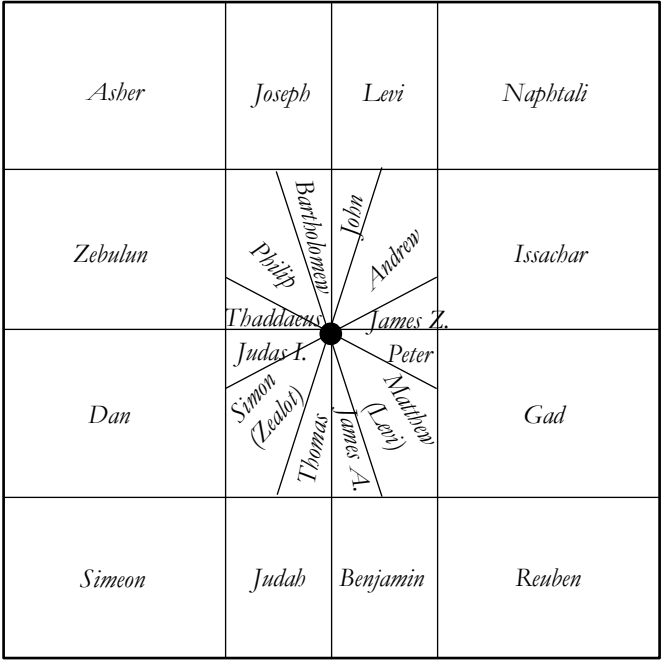 Asher
Joseph
Levi
Naphtali
Zebulun
Bartholomew
John
Issachar
Philip
Andrew
Thaddaeus
James Z.
Judas I.
Peter
Dan
Simon
(Zealot)
Thomas
James A.
Matthew
(Levi)
Gad
Simeon
Judah
Benjamin
Reuben